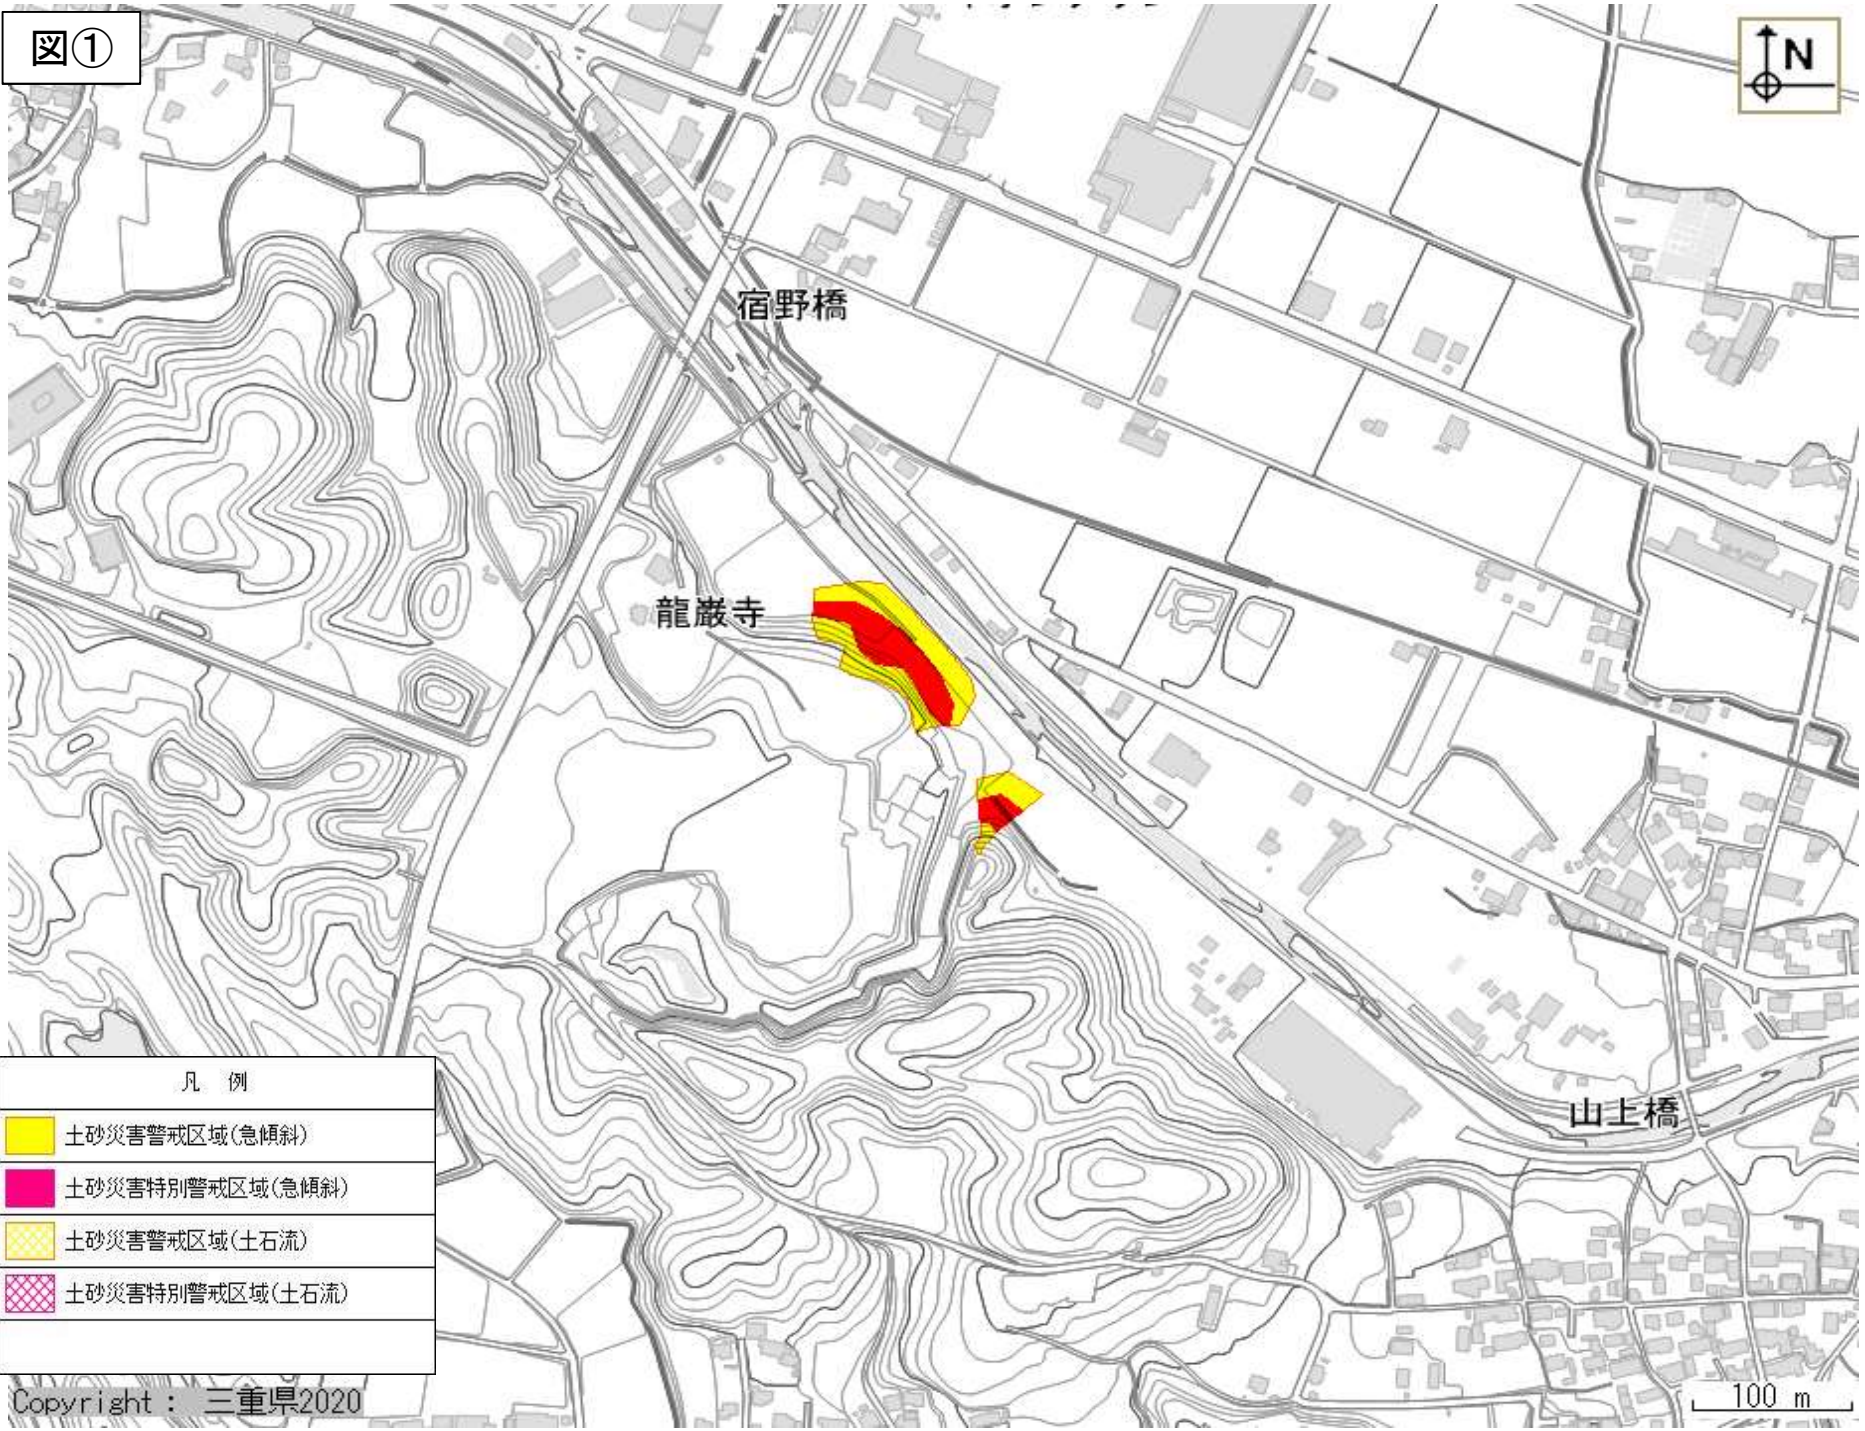 図①
N
宿野橋
龍巌寺
山上橋
凡 例
土砂災害警戒区域(急傾斜)
土砂災害特別警戒区域(急傾斜)
土砂災害警戒区域(土石流)
土砂災害特別警戒区域(土石流)
Copyright : 三重県2020
100 m